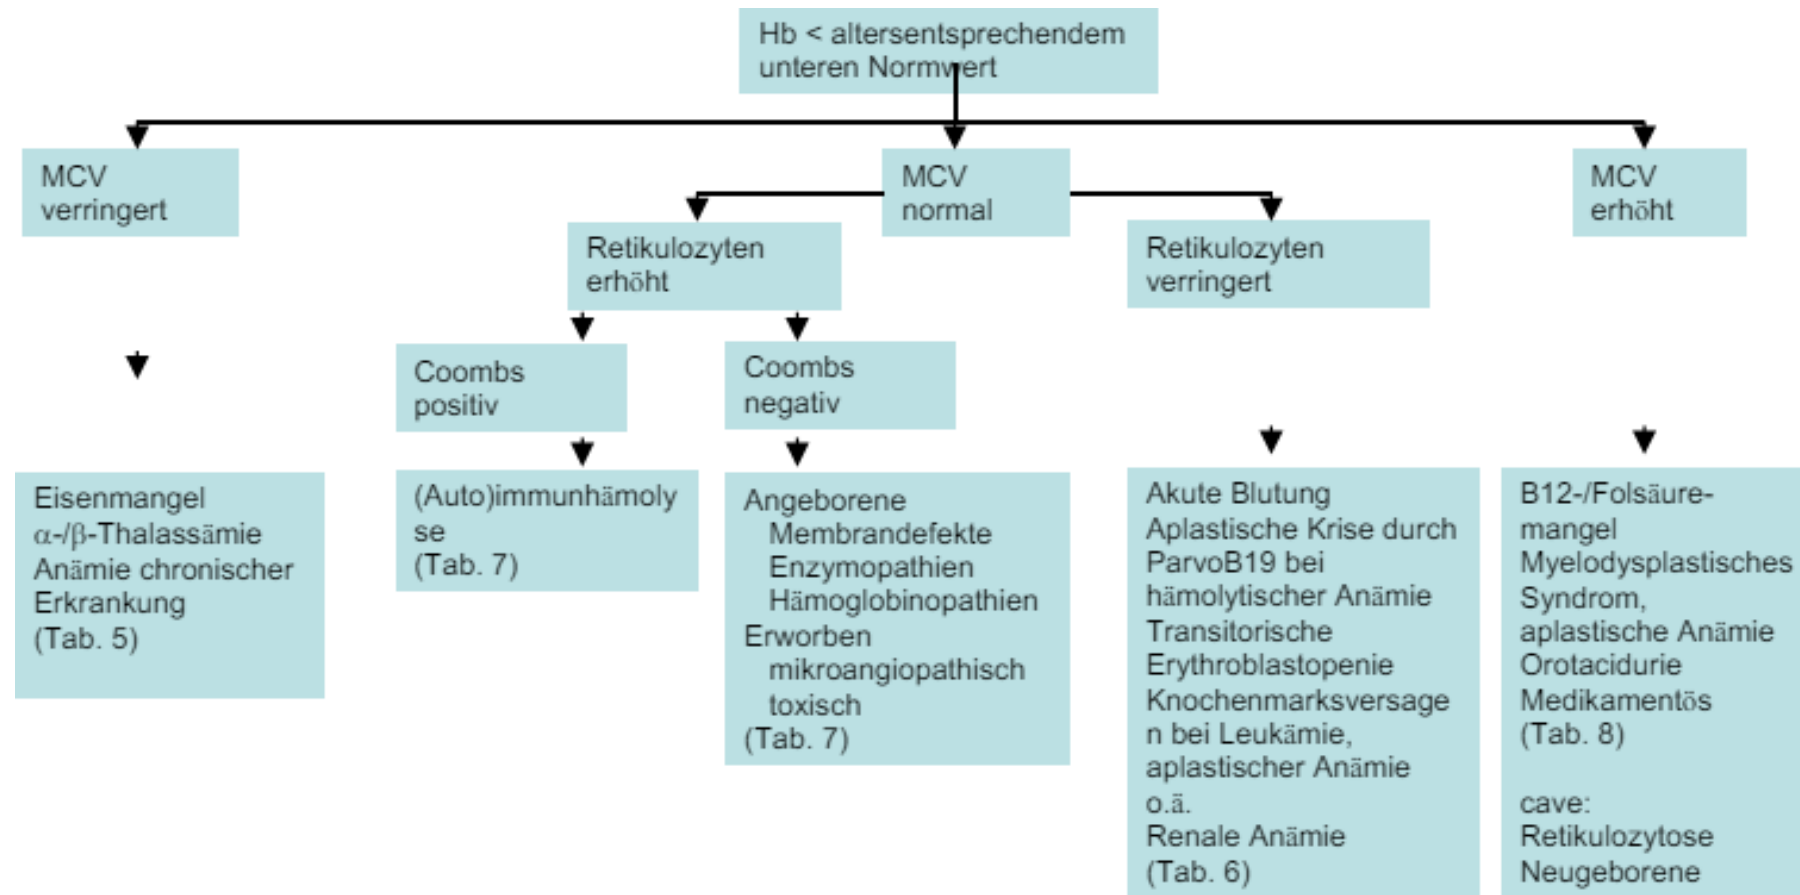 Hb < altersentsprechendem
unteren Normwert
MCV
verringert
MCV
normal
MCV
erhöht
Retikulozyten
erhöht
Retikulozyten
verringert
Coombs
positiv
Coombs
negativ
Eisenmangel
α-/β-Thalassämie
Anämie chronischer
Erkrankung
(Tab. 5)
(Auto)immunhämoly
se
(Tab. 7)
Angeborene
Membrandefekte
Enzymopathien
Hämoglobinopathien
Erworben
mikroangiopathisch
toxisch
(Tab. 7)
Akute Blutung
Aplastische Krise durch
ParvoB19 bei
hämolytischer Anämie
Transitorische
Erythroblastopenie
Knochenmarksversage
n bei Leukämie,
aplastischer Anämie
o.ä.
Renale Anämie
(Tab. 6)
B12-/Folsäure-
mangel
Myelodysplastisches
Syndrom,
aplastische Anämie
Orotacidurie
Medikamentös
(Tab. 8)
cave:
Retikulozytose
Neugeborene